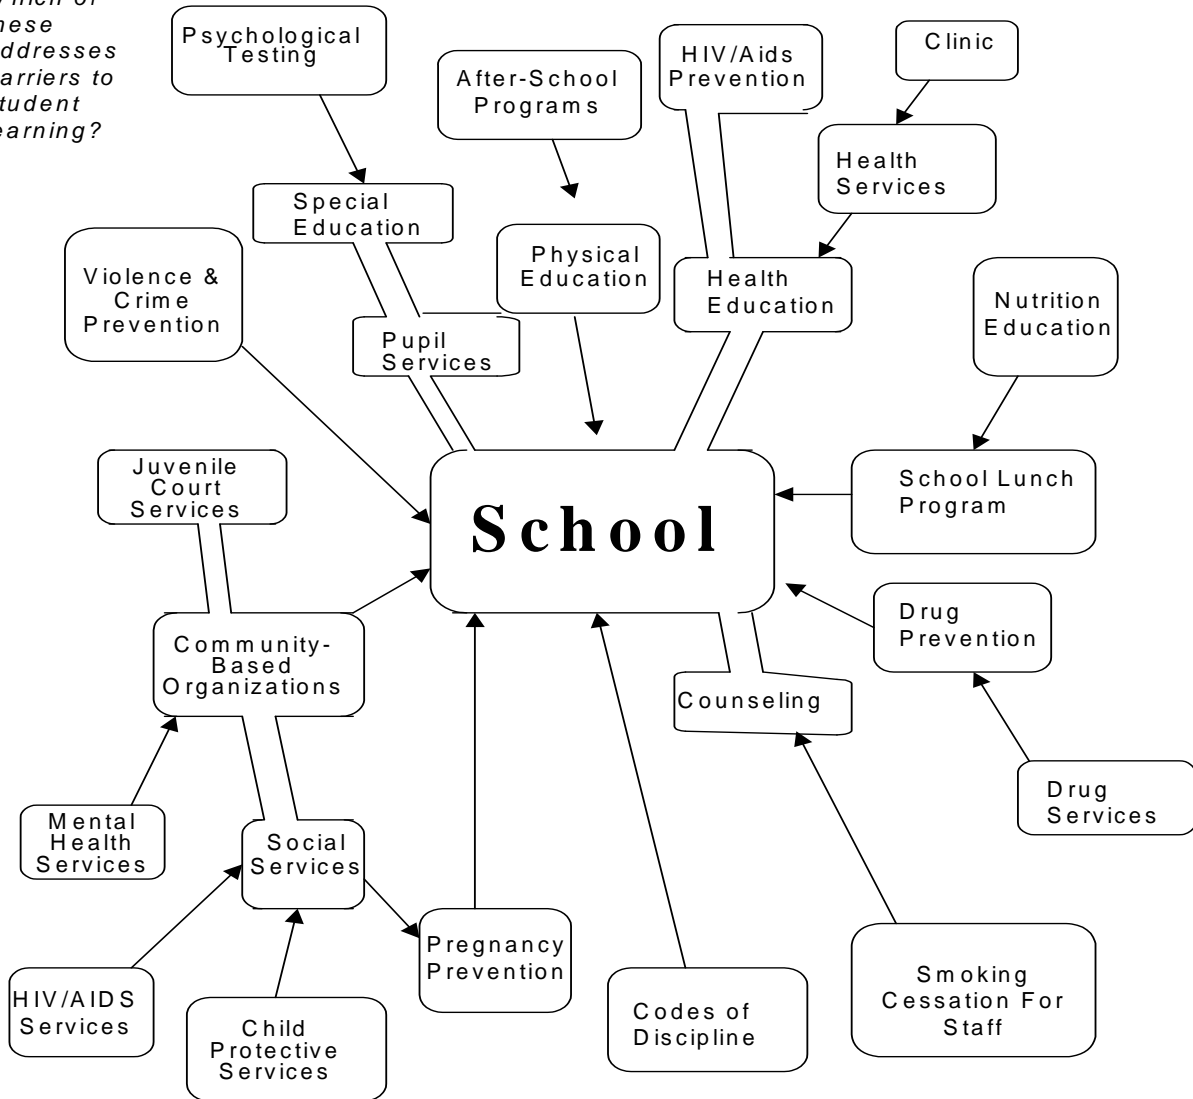 hich of
hese
ddresses
arriers to
tudent
earning?
Psychological
Testing
After-School
Programs
HIV/Aids
Prevention
Clinic
Health
Services
Special
Education
Physical
Education
Health
Education
Violence &
Crime
Prevention
Nutrition
Education
Pupil
Services
Juvenile
Court
Services
School Lunch
Program
School
Drug
Prevention
Community-
Based
Organizations
Counseling
Drug
Services
Mental
Health
Services
Social
Services
Pregnancy
Prevention
Smoking
Cessation For
Staff
HIV/AIDS
Services
Child
Protective
Services
Codes of
Discipline